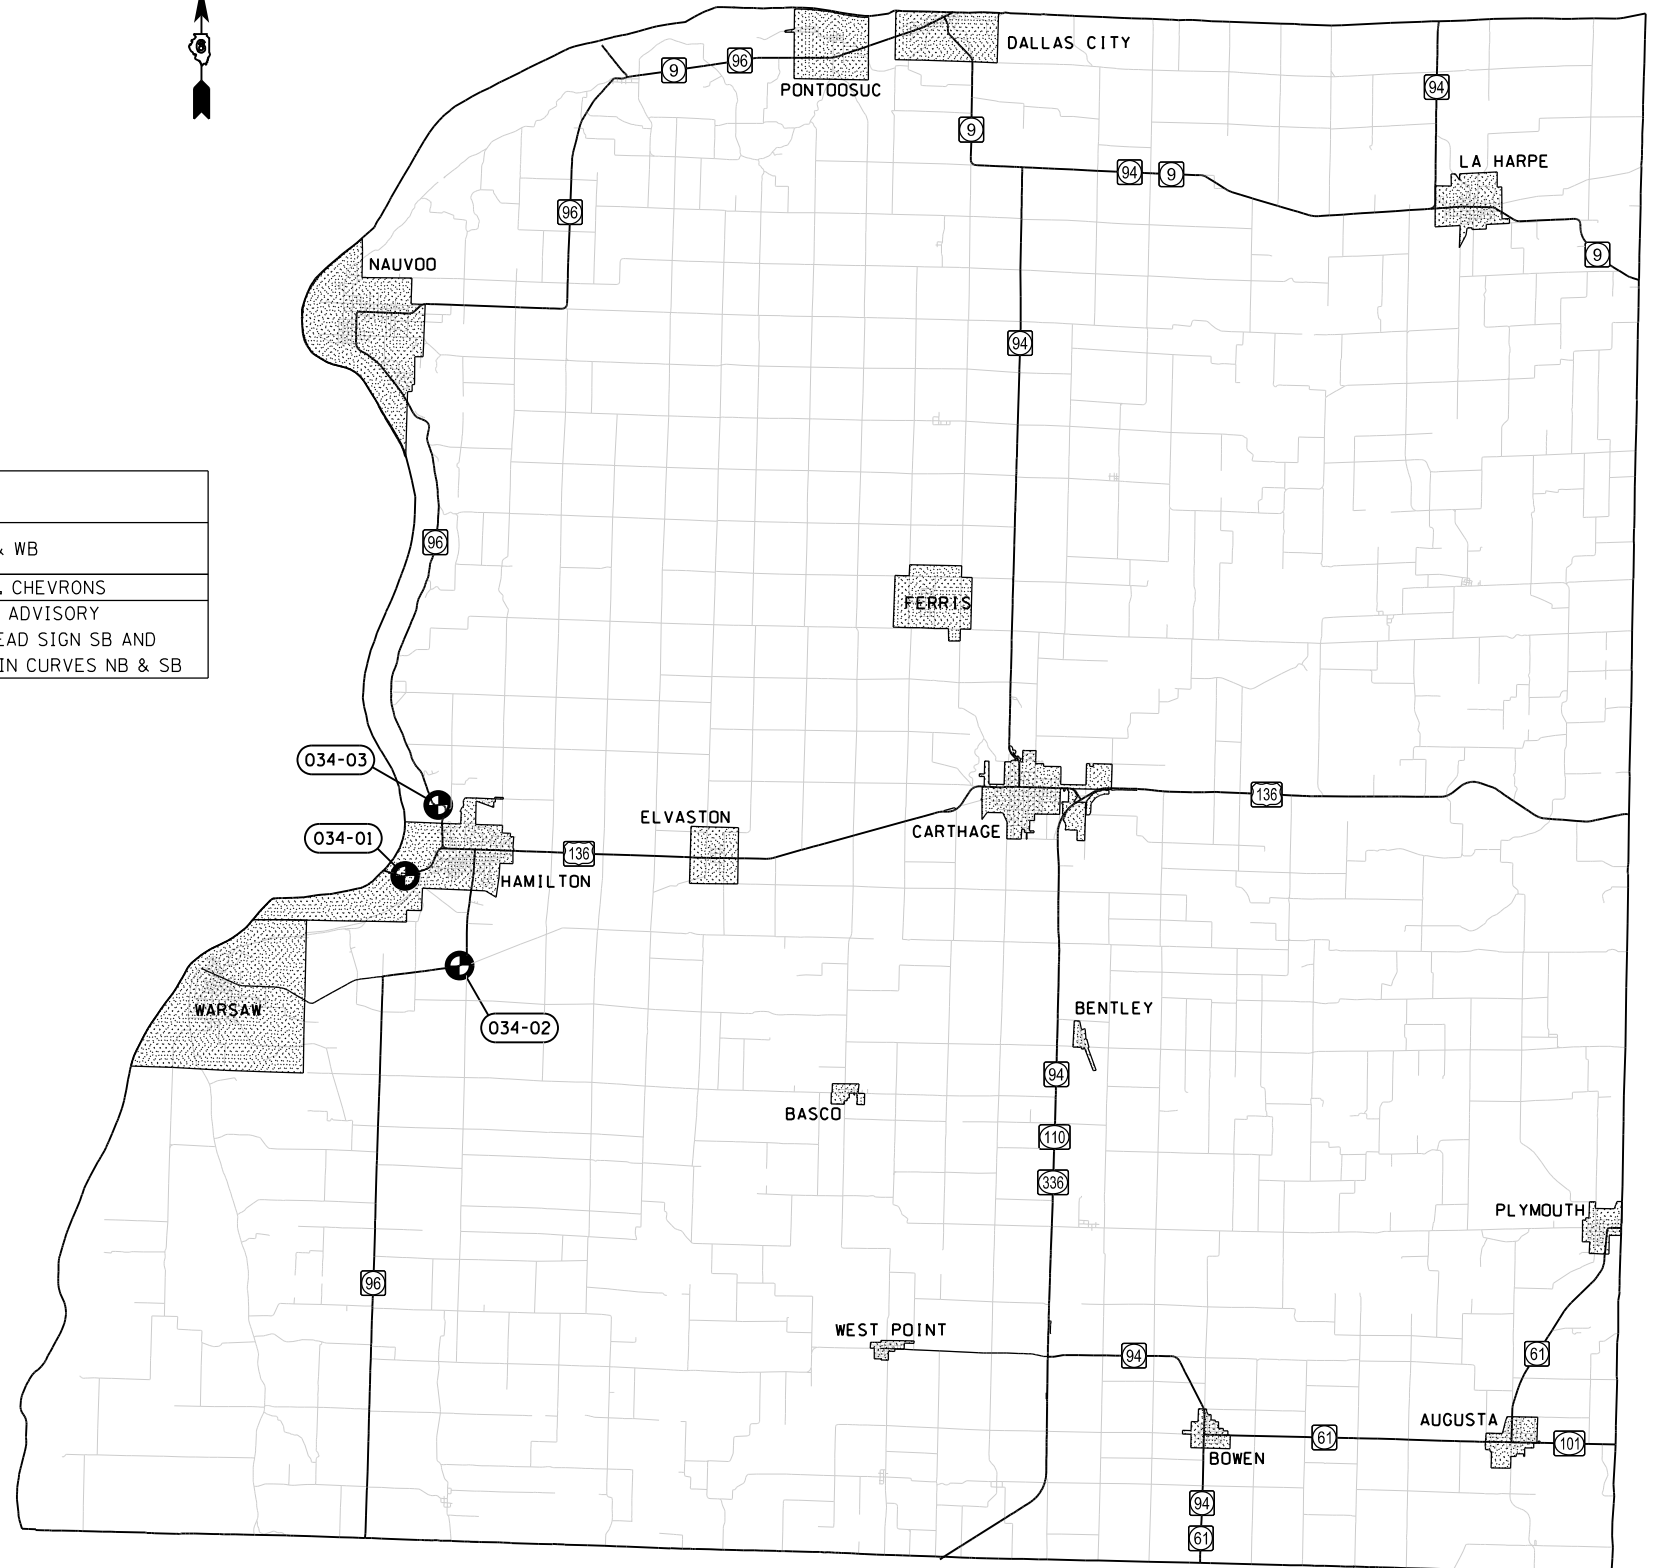 6
DALLAS CITY
96
9
PONTOOSUC
94
9
LA HARPE
94
9
96
9
NAUVOO
94
& WB
. CHEVRONS
ADVISORY
EAD SIGN SB AND
IN CURVES NB & SB
96
FERRIS
034-03
136
ELVASTON
034-01
CARTHAGE
136
HAMILTON
WARSAW
BENTLEY
034-02
94
BASCO
110
336
PLYMOUTH
96
WEST POINT
94
61
AUGUSTA
61
101
BOWEN
94
61